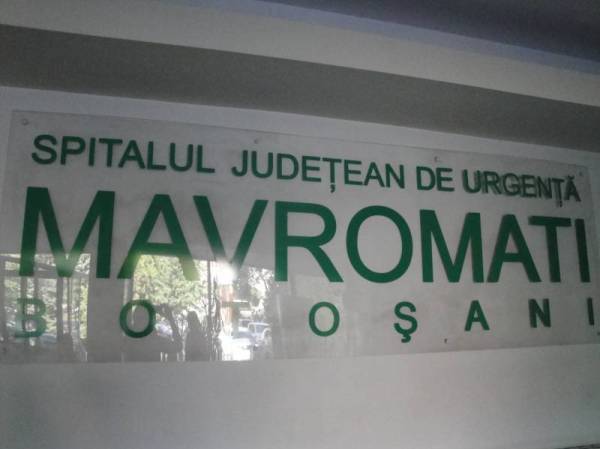 SPITALUL JUDEȚEAN DE URGENȚĂ
MAVROMATI
BOTOŞANI